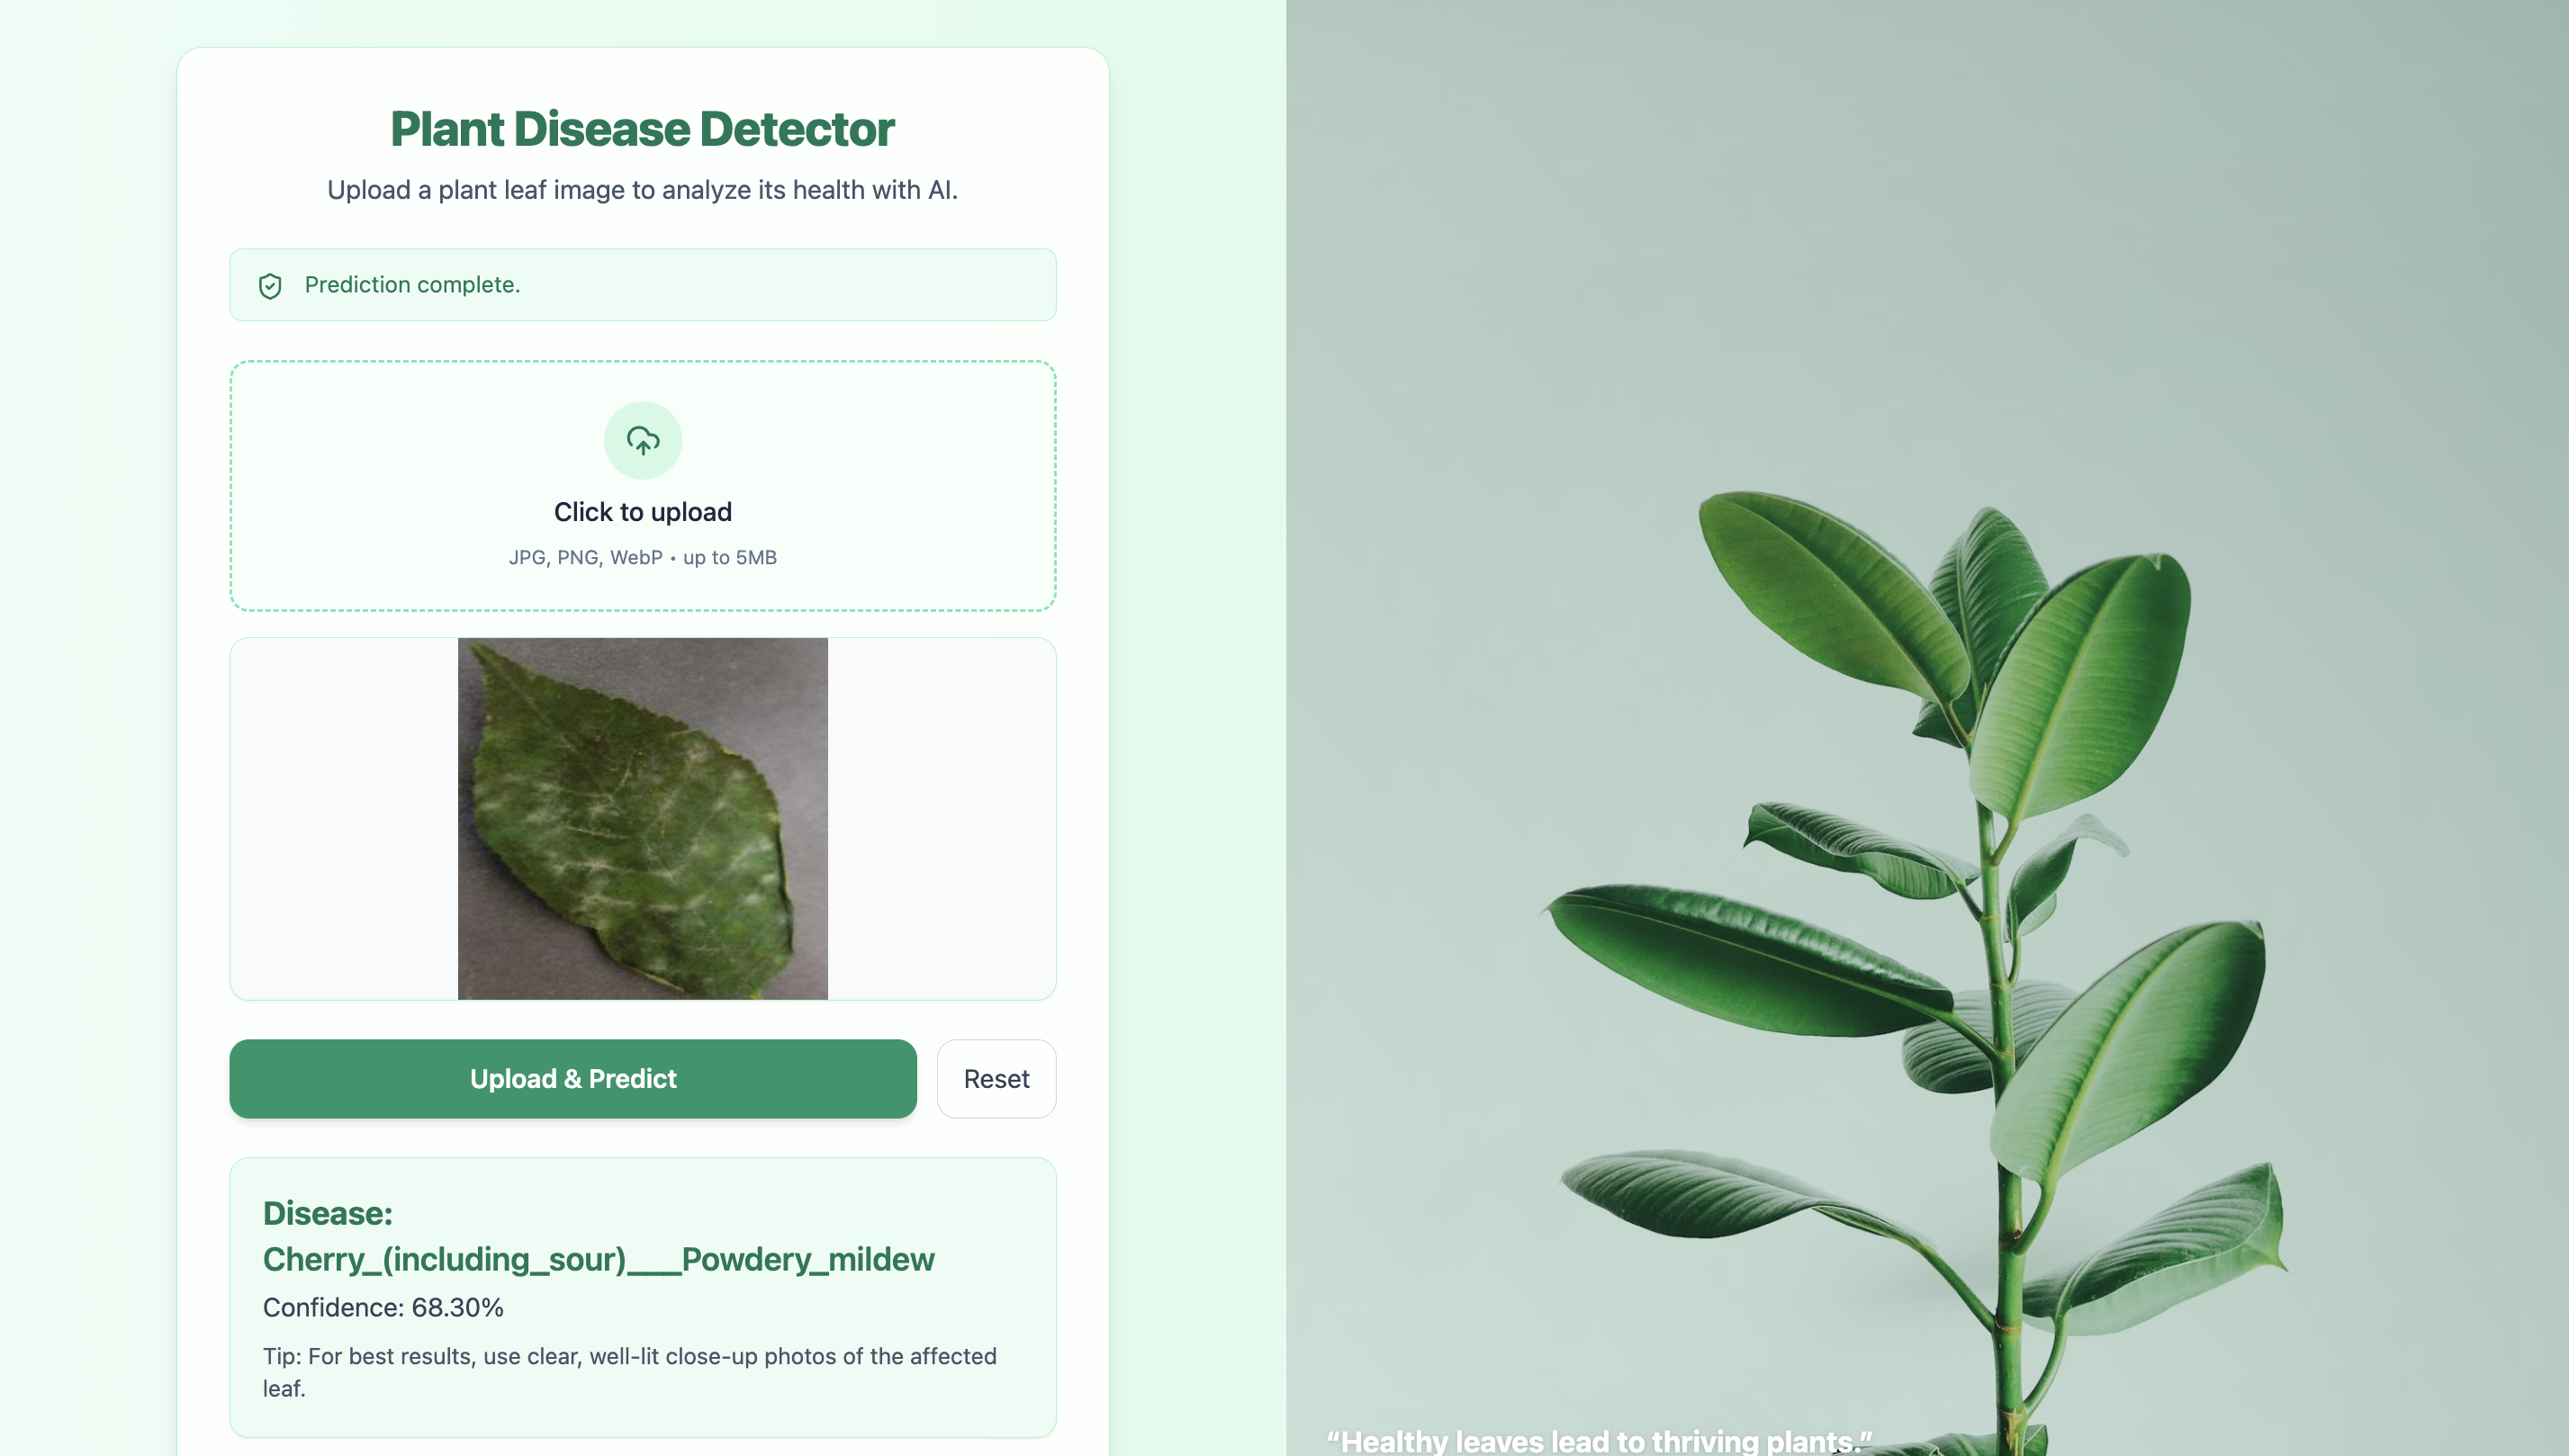 Plant Disease Detector
Upload a plant leaf image to analyze its health with AI.
Prediction complete.
Click to upload
JPG, PNG, WebP • up to 5MB
Upload & Predict
Reset
Disease:
Cherry_(including_sour)___Powdery_mildew
Confidence: 68.30%
Tip: For best results, use clear, well-lit close-up photos of the affected
leaf.
“Healthy leaves lead to thriving plants.”